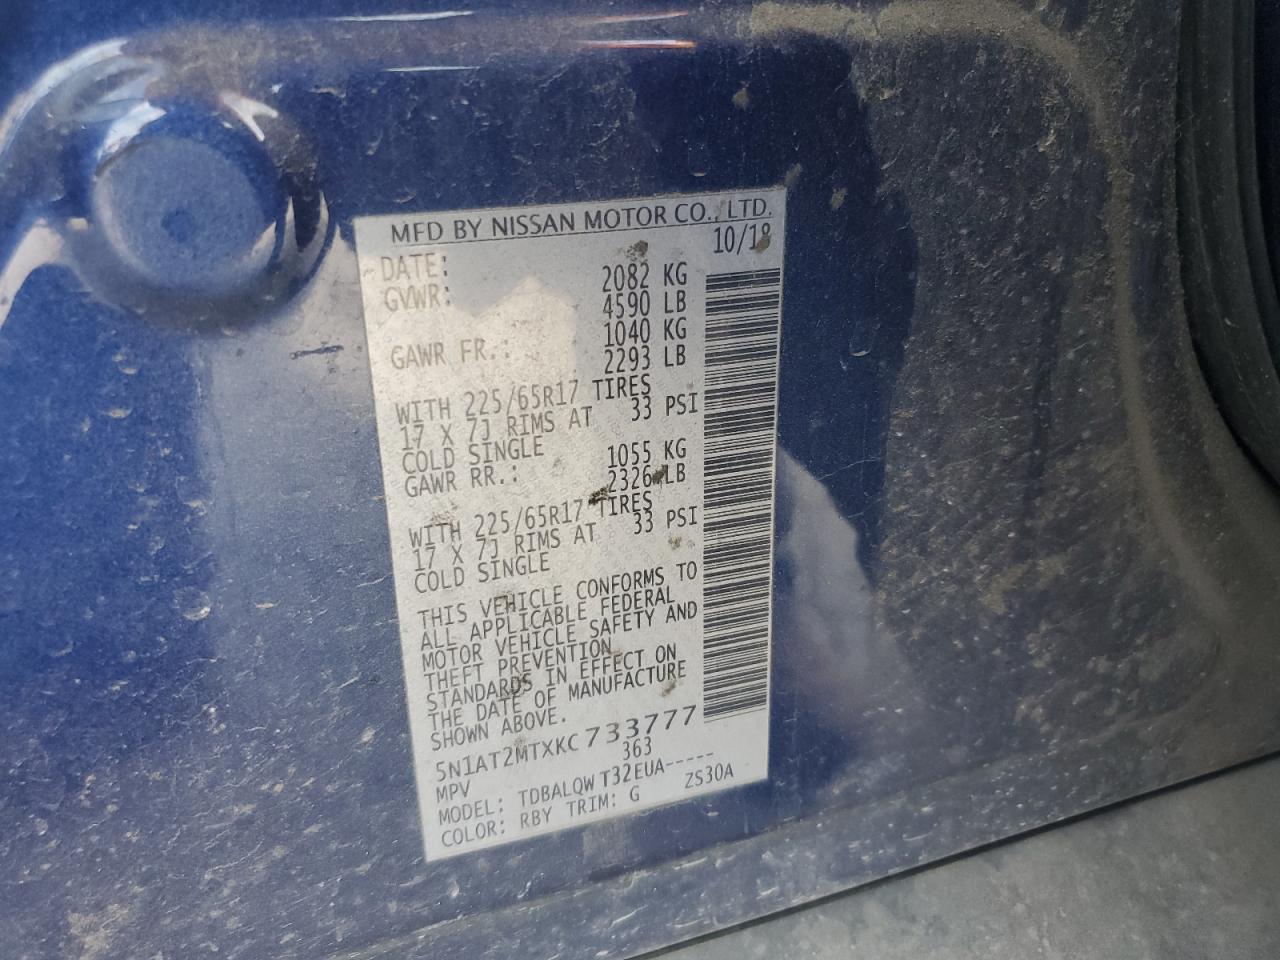 MFD BY NISSAN MOTOR CO., LTD.
DATE: 10/18
GVWR: 2082 KG
4590 LB
GAWR FR.: 1040 KG
2293 LB
WITH 225/65R17 TIRES
17 X 7J RIMS AT 33 PSI
COLD SINGLE
GAWR RR.: 1055 KG
2326 LB
WITH 225/65R17 TIRES
17 X 7J RIMS AT 33 PSI
COLD SINGLE
THIS VEHICLE CONFORMS TO
ALL APPLICABLE FEDERAL
MOTOR VEHICLE SAFETY AND
THEFT PREVENTION
STANDARDS IN EFFECT ON
THE DATE OF MANUFACTURE
SHOWN ABOVE.
5N1AT2MTXKC733777
MPV 363
MODEL: TDBALQW T32EUA-----
COLOR: RBY TRIM: G ZS30A